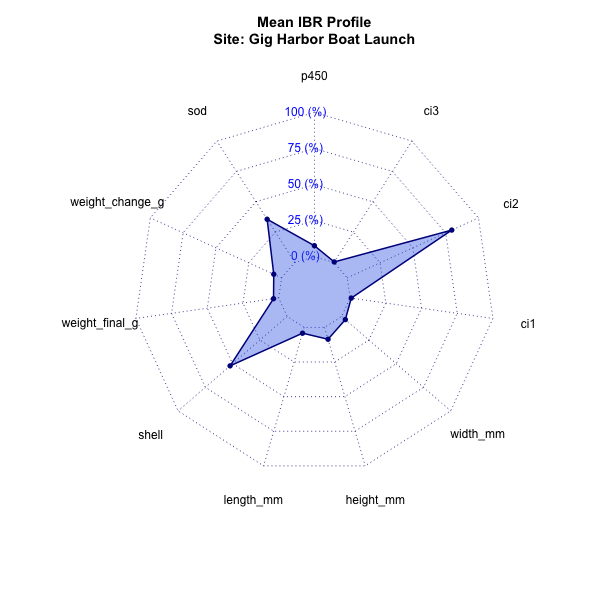 Mean IBR Profile
Site: Gig Harbor Boat Launch
p450
sod
100 (%)
ci3
75 (%)
50 (%)
weight_change_g
ci2
25 (%)
0 (%)
weight_final_g
ci1
shell
width_mm
length_mm
height_mm